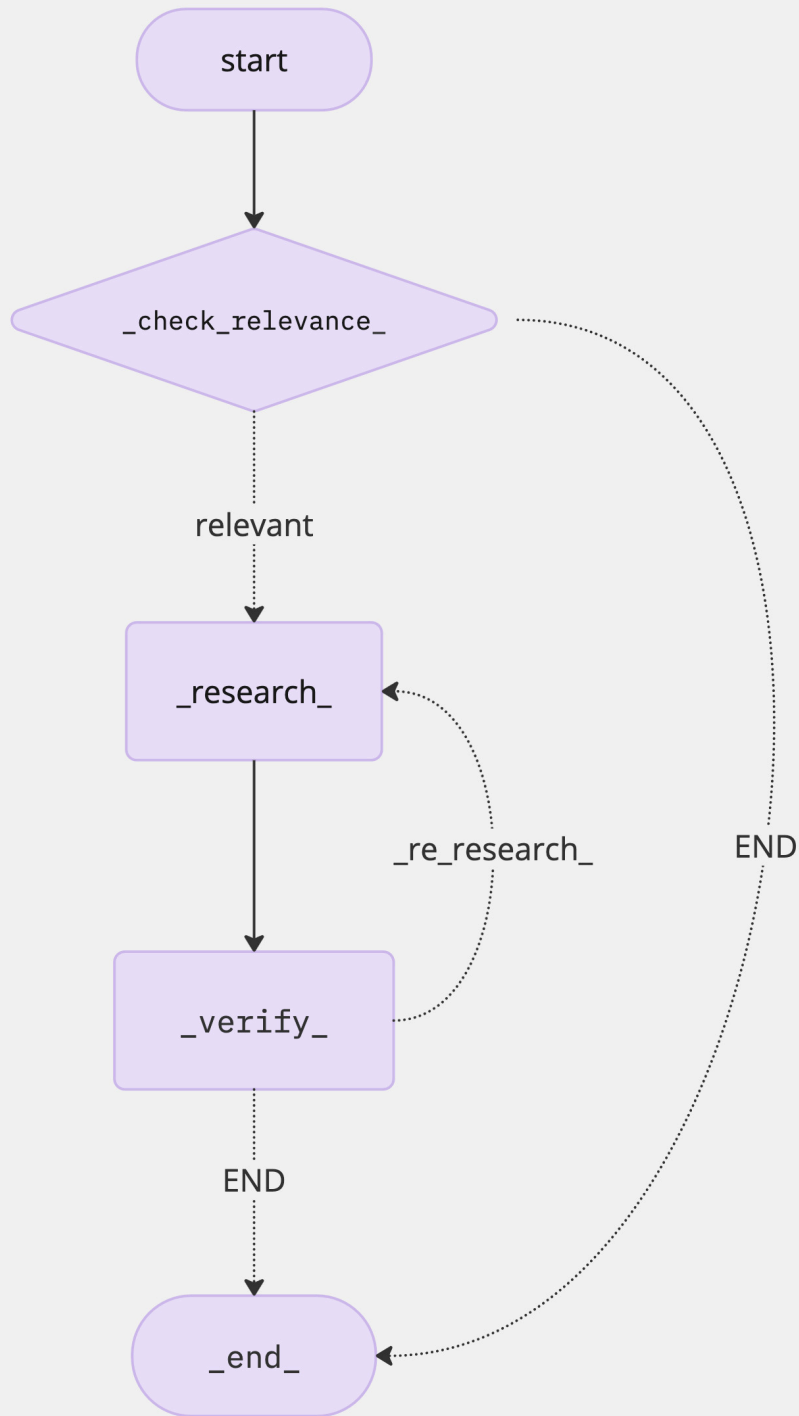 start
_check_relevance_
relevant
_research_
_re_research_
END
_verify_
END
_end_